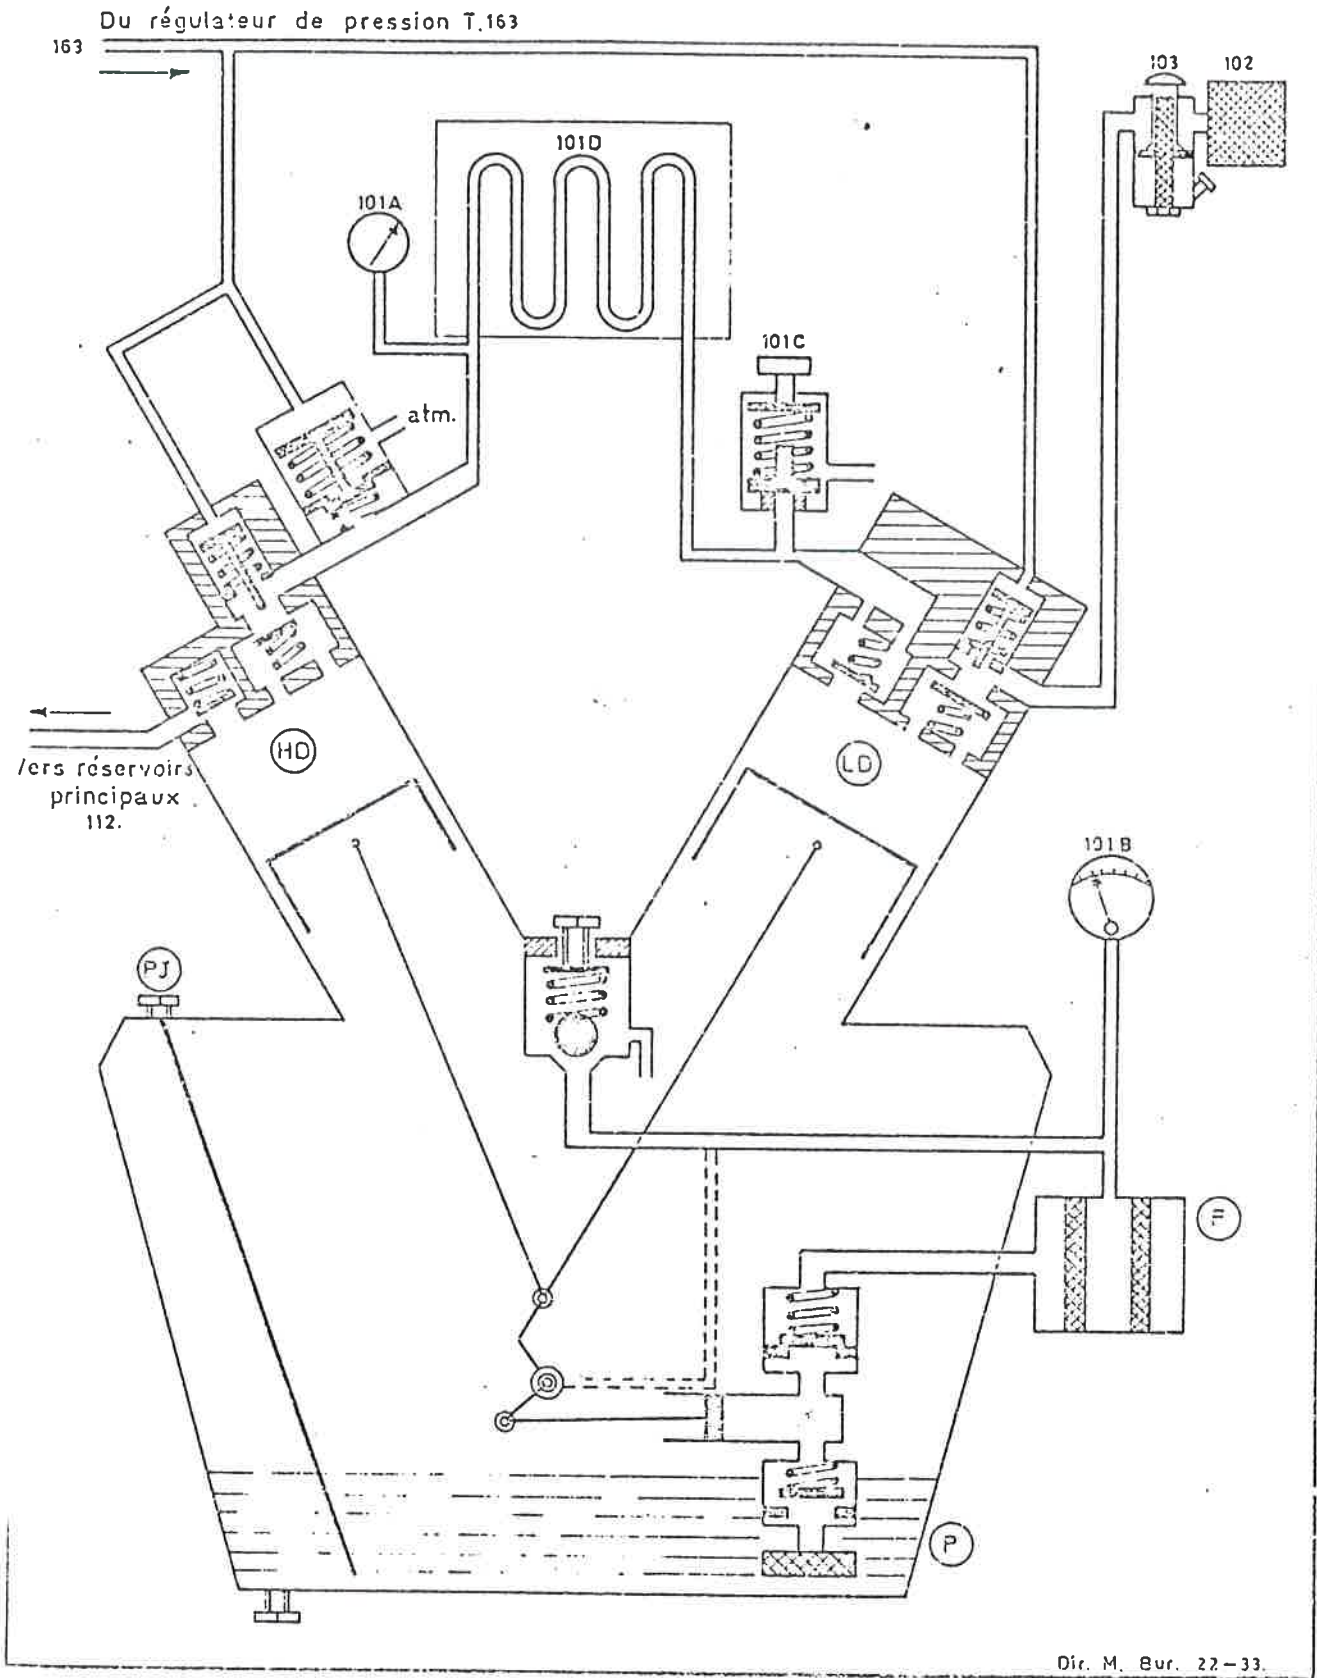 Du régulateur de pression T.163
163
103
102
101D
101A
101C
atm.
HD
LD
/ers réservoirs
principaux
112.
101B
PJ
F
P
Dir. M. Bur. 22-33.